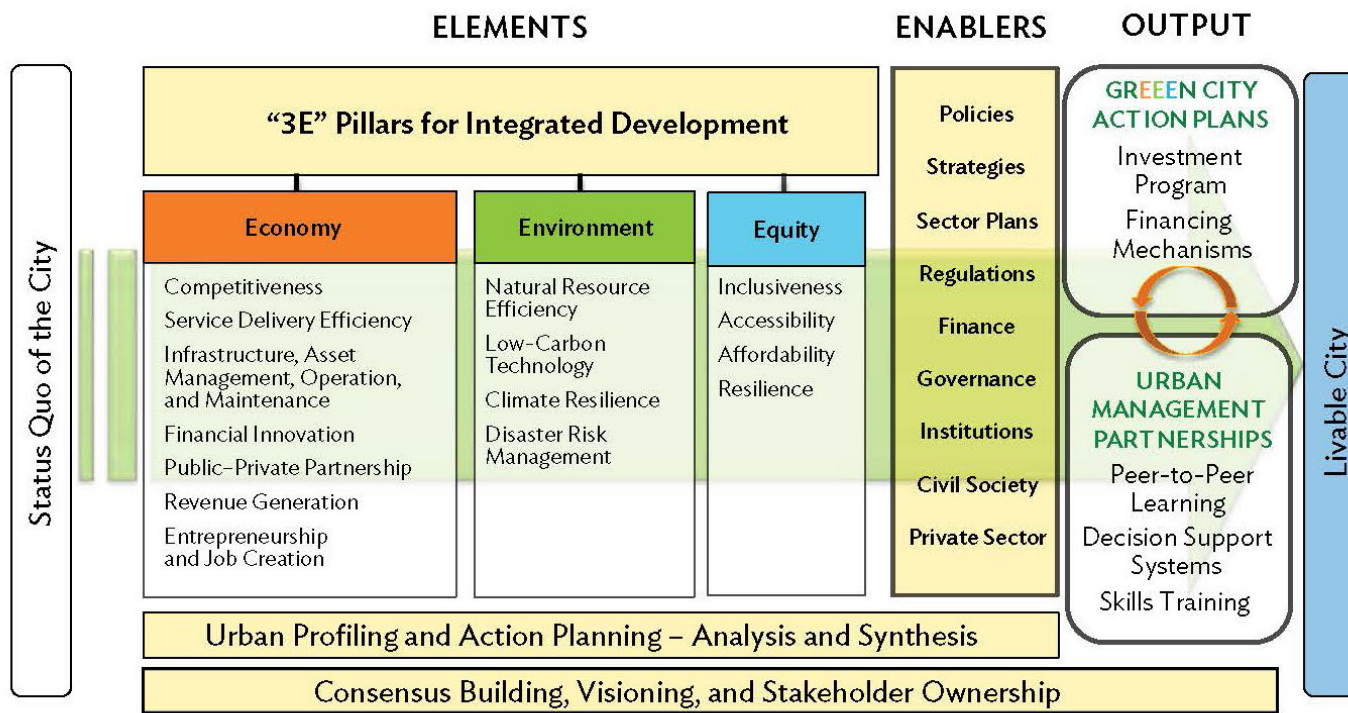 ELEMENTS
ENABLERS
OUTPUT
Status Quo of the City
“3E” Pillars for Integrated Development
Economy
Competitiveness
Service Delivery Efficiency
Infrastructure, Asset
Management, Operation,
and Maintenance
Financial Innovation
Public–Private Partnership
Revenue Generation
Entrepreneurship
and Job Creation
Environment
Natural Resource
Efficiency
Low-Carbon
Technology
Climate Resilience
Disaster Risk
Management
Equity
Inclusiveness
Accessibility
Affordability
Resilience
Policies
Strategies
Sector Plans
Regulations
Finance
Governance
Institutions
Civil Society
Private Sector
GREEEN CITY
ACTION PLANS
Investment
Program
Financing
Mechanisms
URBAN
MANAGEMENT
PARTNERSHIPS
Peer-to-Peer
Learning
Decision Support
Systems
Skills Training
Livable City
Urban Profiling and Action Planning – Analysis and Synthesis
Consensus Building, Visioning, and Stakeholder Ownership